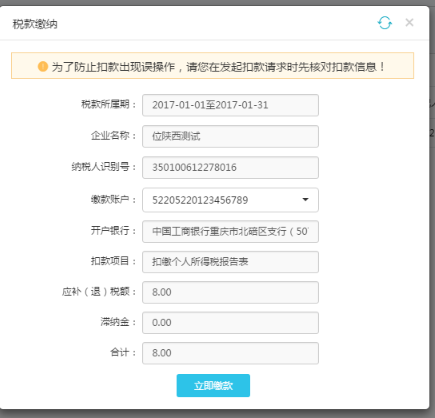 税款缴纳
为了防止扣款出现误操作，请您在发起扣款请求时先核对扣款信息！
税款所属期： 2017-01-01至2017-01-31
企业名称： 位陕西测试
纳税人识别号： 350100612278016
缴款账户： 52205220123456789
开户银行： 中国工商银行重庆市北碚区支行（50
扣款项目： 扣缴个人所得税报告表
应补（退）税额： 8.00
滞纳金： 0.00
合计： 8.00
立即缴款